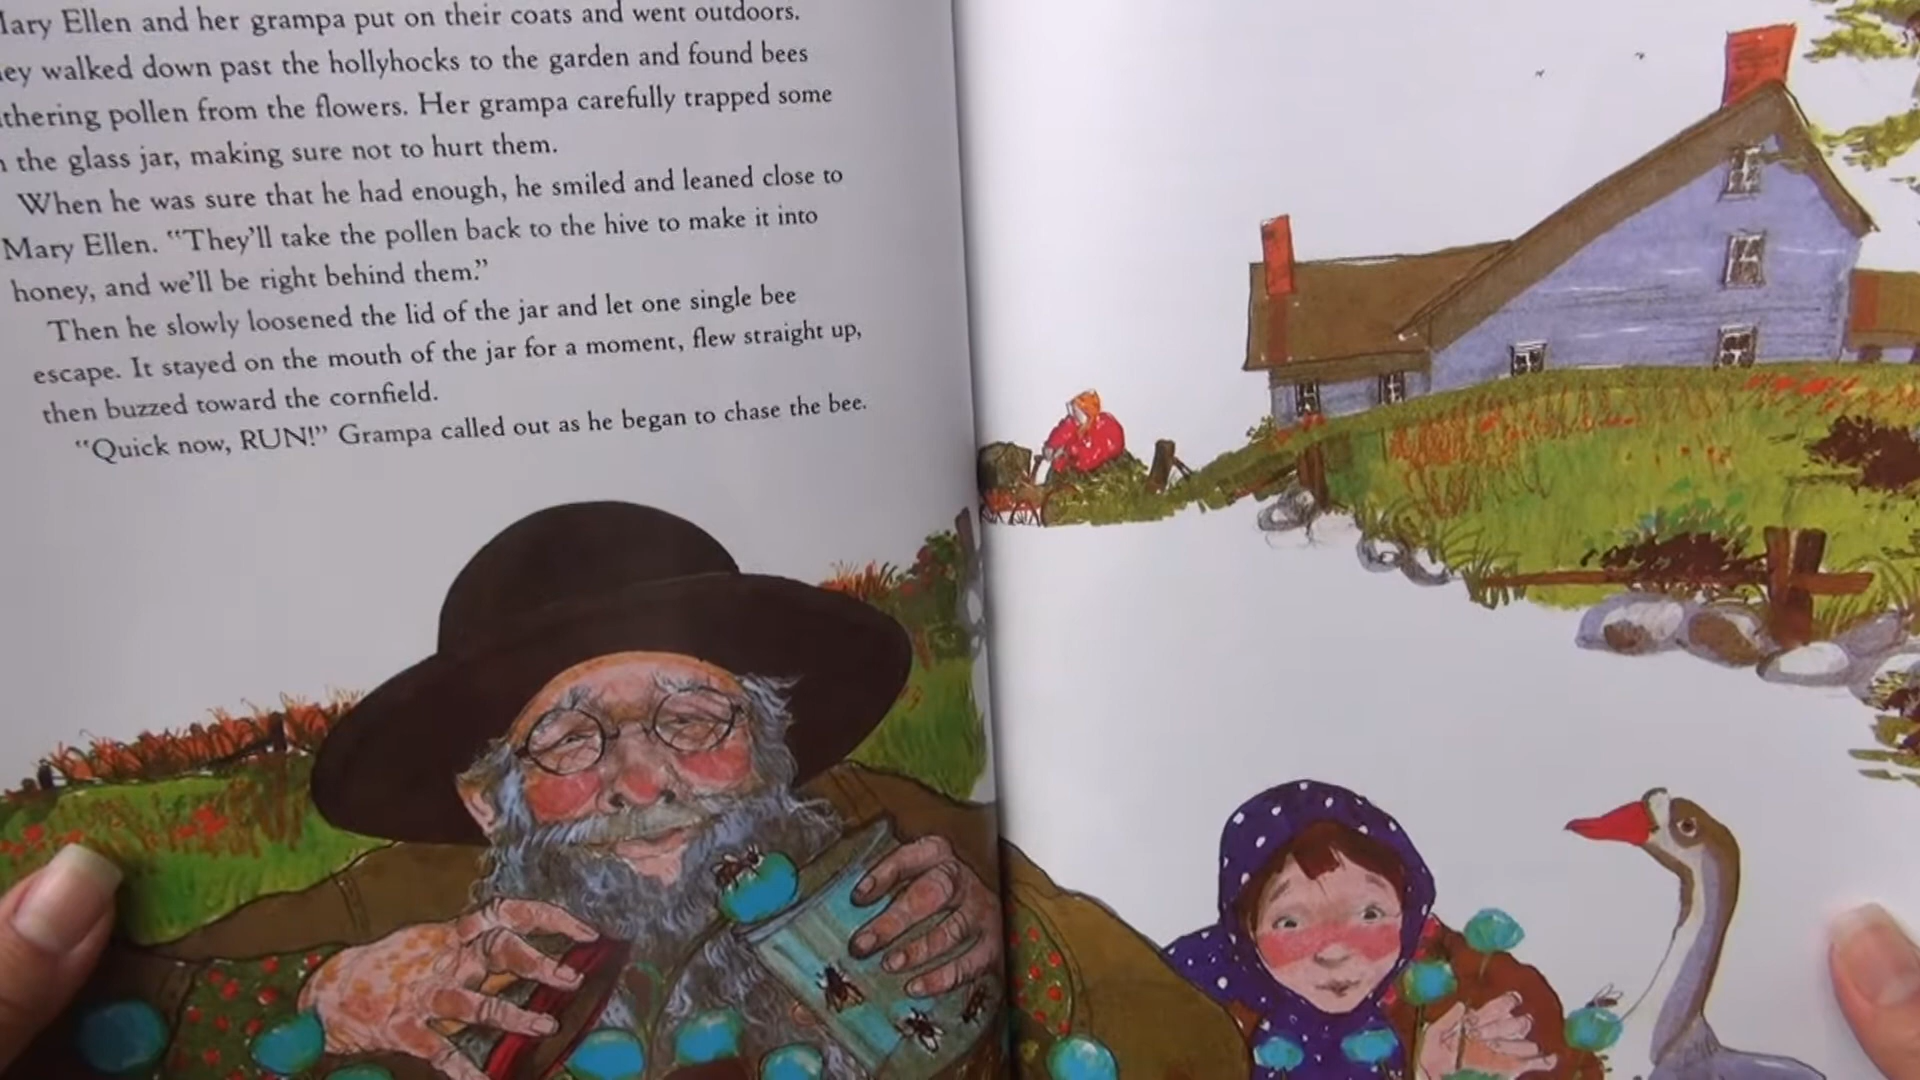 Mary Ellen and her grampa put on their coats and went outdoors.
ey walked down past the hollyhocks to the garden and found bees
thering pollen from the flowers. Her grampa carefully trapped some
the glass jar, making sure not to hurt them.
When he was sure that he had enough, he smiled and leaned close to
Mary Ellen. “They’ll take the pollen back to the hive to make it into
honey, and we’ll be right behind them.”
Then he slowly loosened the lid of the jar and let one single bee
escape. It stayed on the mouth of the jar for a moment, flew straight up,
then buzzed toward the cornfield.
“Quick now, RUN!” Grampa called out as he began to chase the bee.